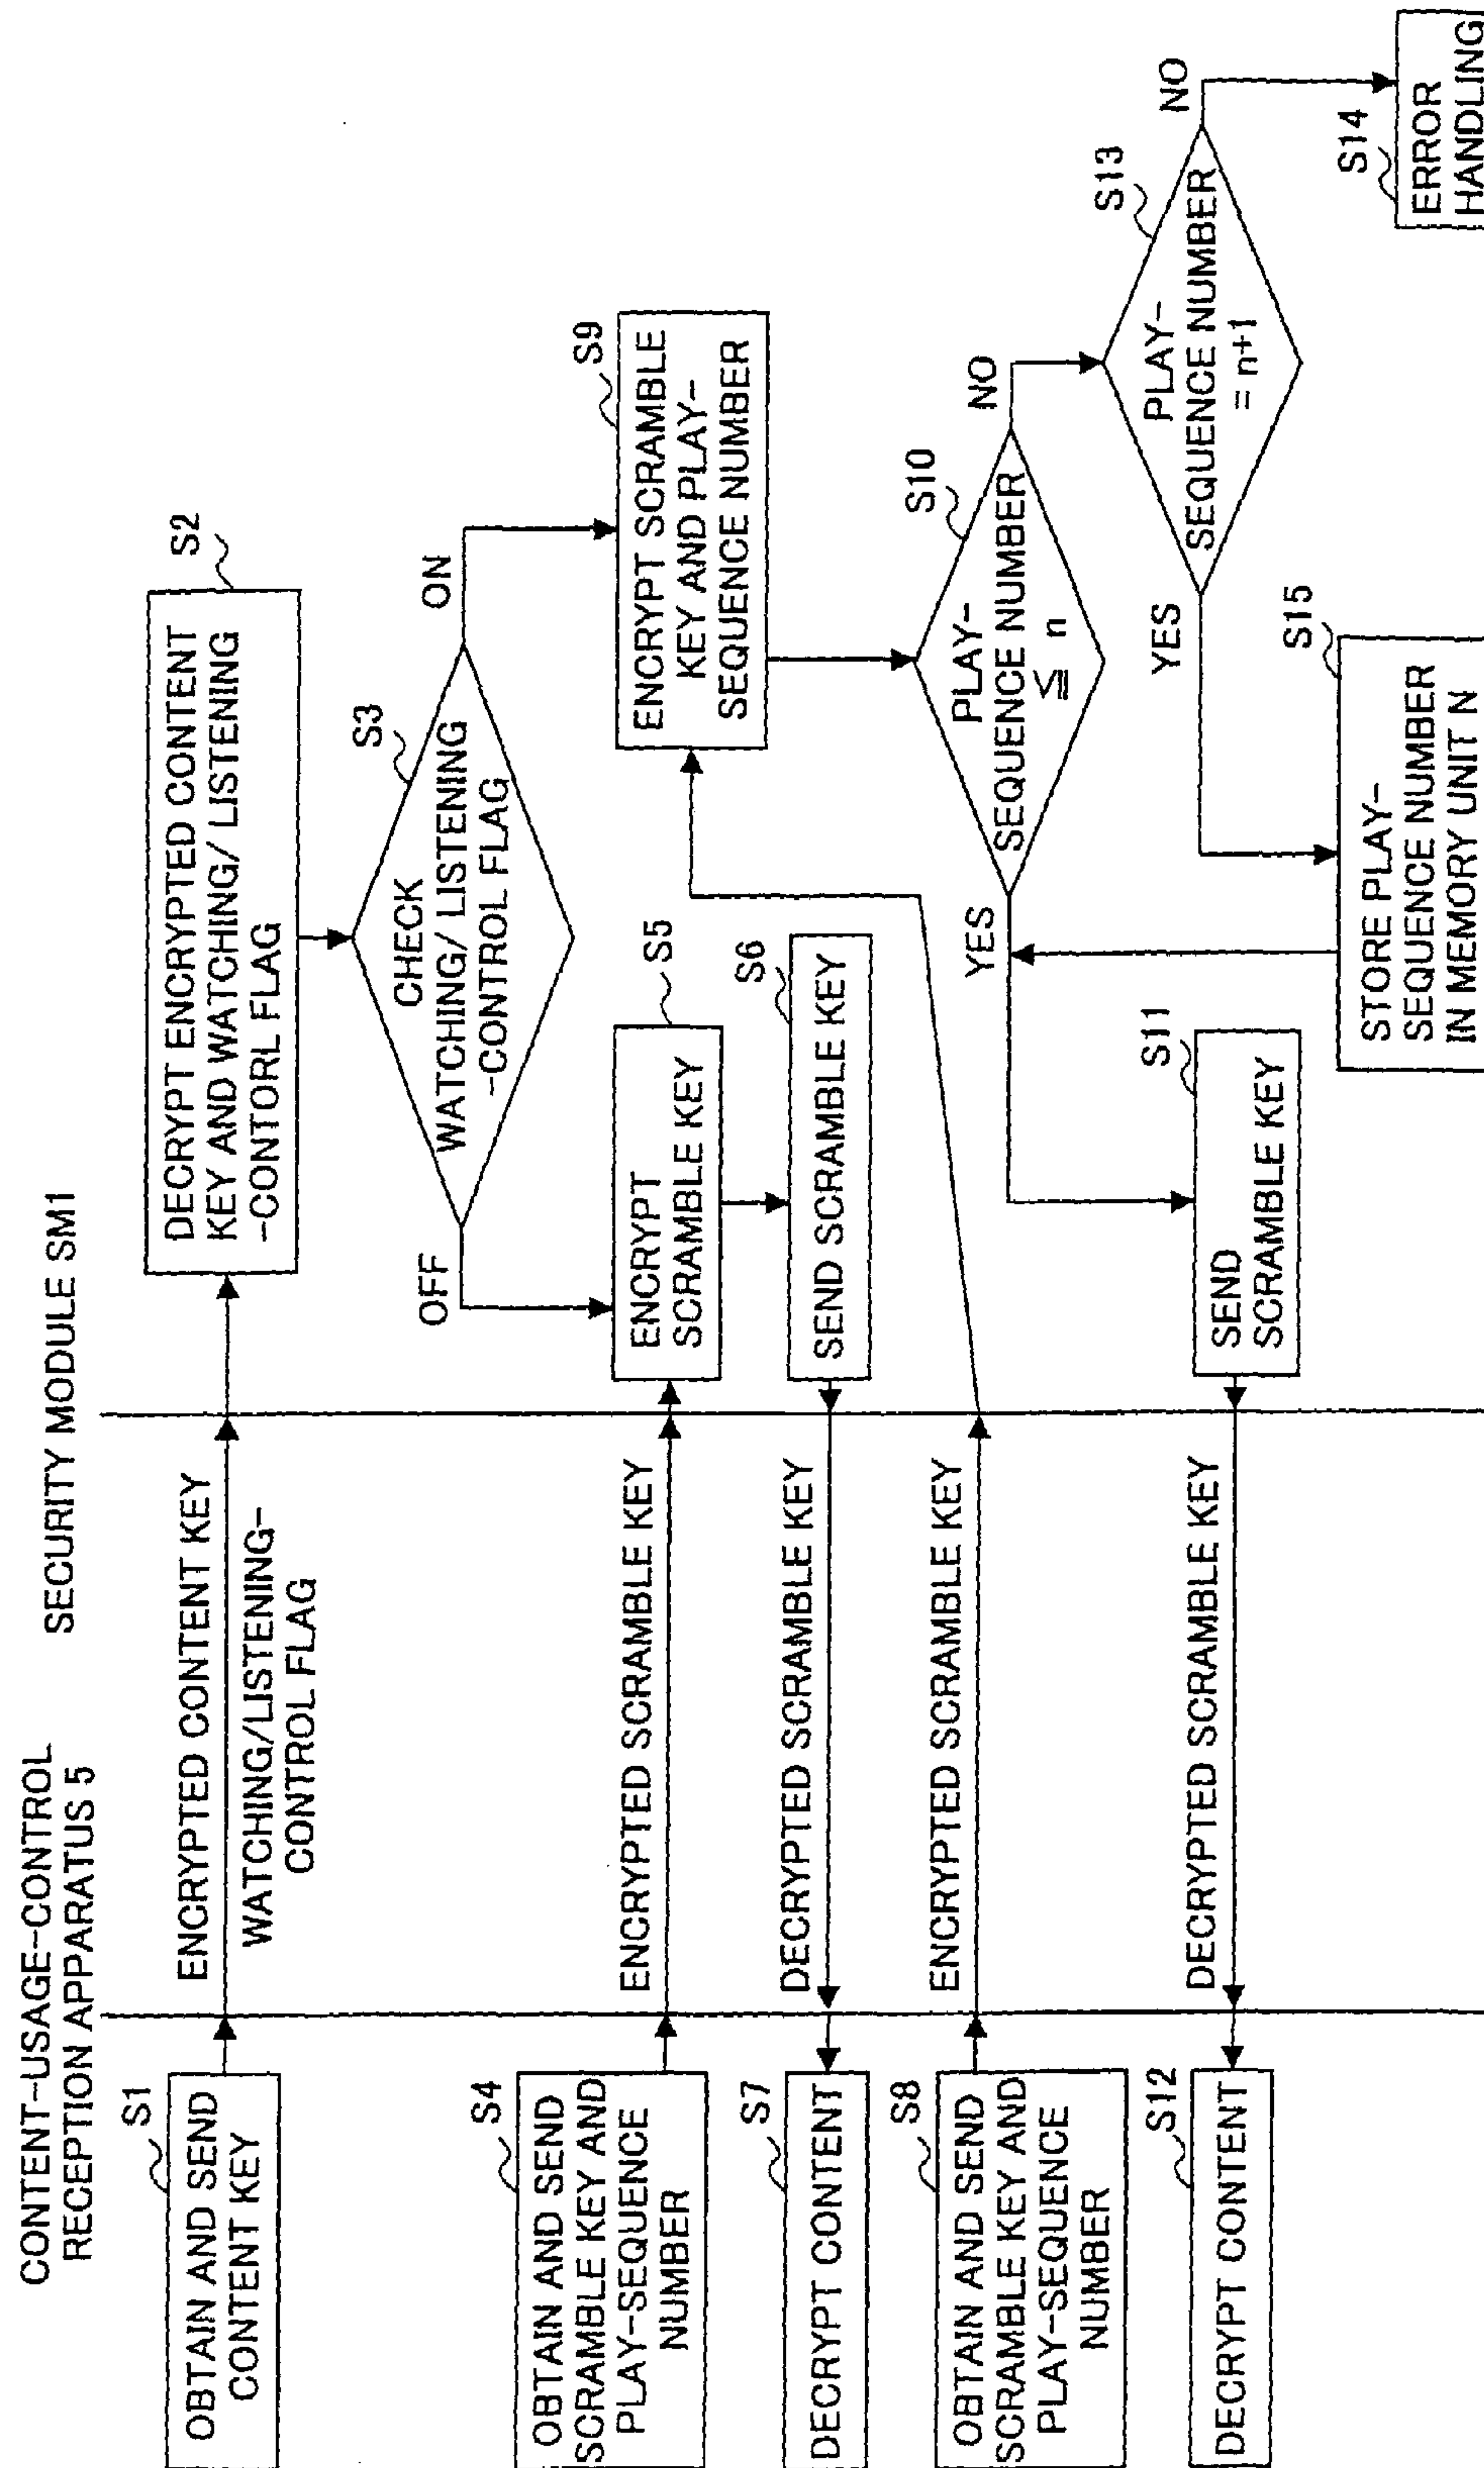 CONTENT-USAGE-CONTROL
RECEPTION APPARATUS 5
SECURITY MODULE SM1
S1
OBTAIN AND SEND
CONTENT KEY
ENCRYPTED CONTENT KEY
WATCHING/LISTENING-
CONTROL FLAG
S2
DECRYPT ENCRYPTED CONTENT
KEY AND WATCHING/ LISTENING
-CONTORL FLAG
S3
CHECK
WATCHING/ LISTENING
-CONTROL FLAG
OFF
ON
S4
OBTAIN AND SEND
SCRAMBLE KEY AND
PLAY-SEQUENCE
NUMBER
ENCRYPTED SCRAMBLE KEY
S5
ENCRYPT
SCRAMBLE KEY
S9
ENCRYPT SCRAMBLE
KEY AND PLAY-
SEQUENCE NUMBER
S7
DECRYPT CONTENT
DECRYPTED SCRAMBLE KEY
S6
SEND SCRAMBLE KEY
S8
OBTAIN AND SEND
SCRAMBLE KEY AND
PLAY-SEQUENCE
NUMBER
ENCRYPTED SCRAMBLE KEY
S10
PLAY-
SEQUENCE NUMBER
≦ n
YES
NO
S12
DECRYPT CONTENT
DECRYPTED SCRAMBLE KEY
S11
SEND
SCRAMBLE KEY
S13
PLAY-
SEQUENCE NUMBER
= n+1
YES
NO
S15
STORE PLAY-
SEQUENCE NUMBER
IN MEMORY UNIT N
S14
ERROR
HANDLING